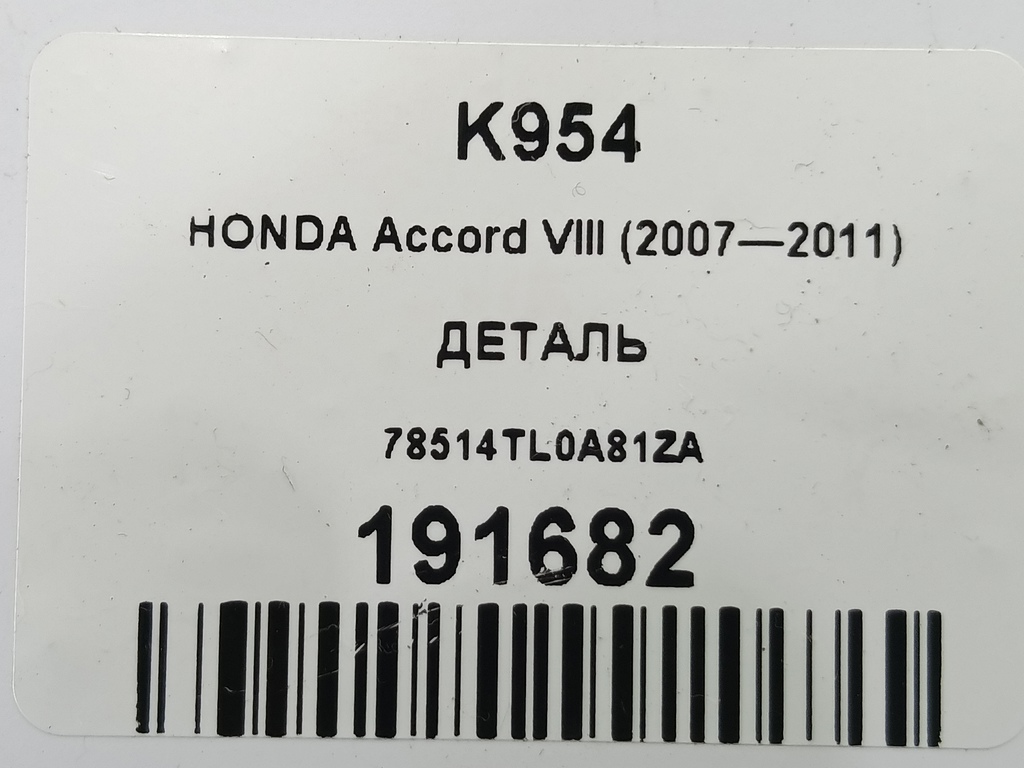 K954
HONDA Accord VIII (2007—2011)
ДЕТАЛЬ
78514TL0A81ZA
191682